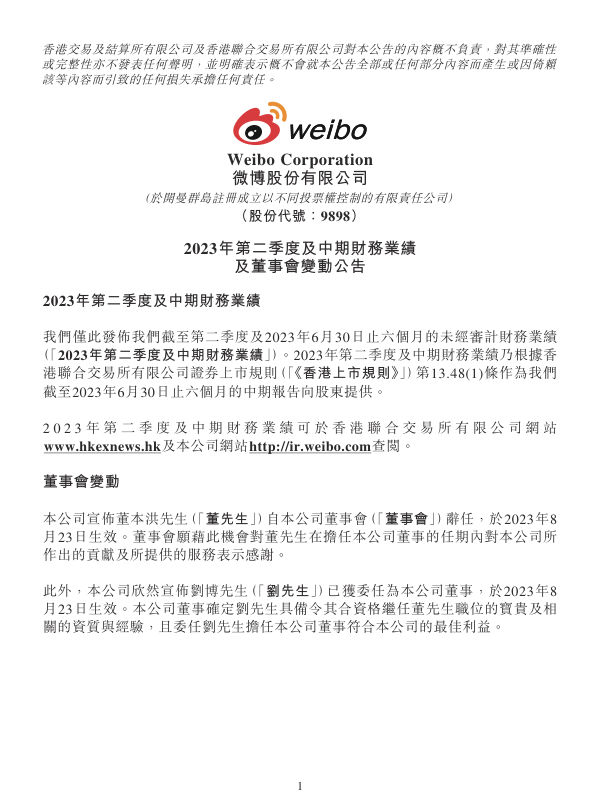 香港交易及結算所有限公司及香港聯合交易所有限公司對本公告的內容概不負責，對其準確性
或完整性亦不發表任何聲明，並明確表示概不會就本公告全部或任何部分內容而產生或因倚賴
該等內容而引致的任何損失承擔任何責任。
weibo
Weibo Corporation
微博股份有限公司
(於開曼群島註冊成立以不同投票權控制的有限責任公司)
（股份代號：9898）
2023年第二季度及中期財務業績
及董事會變動公告
2023年第二季度及中期財務業績
我們僅此發佈我們截至第二季度及2023年6月30日止六個月的未經審計財務業績
(「2023年第二季度及中期財務業績」)。2023年第二季度及中期財務業績乃根據香
港聯合交易所有限公司證券上市規則(「《香港上市規則》」)第13.48(1)條作為我們
截至2023年6月30日止六個月的中期報告向股東提供。
2023年第二季度及中期財務業績可於香港聯合交易所有限公司網站
www.hkexnews.hk及本公司網站http://ir.weibo.com查閱。
董事會變動
本公司宣佈董本洪先生(「董先生」)自本公司董事會(「董事會」)辭任，於2023年8
月23日生效。董事會願藉此機會對董先生在擔任本公司董事的任期內對本公司所
作出的貢獻及所提供的服務表示感謝。
此外，本公司欣然宣佈劉博先生(「劉先生」)已獲委任為本公司董事，於2023年8
月23日生效。本公司董事確定劉先生具備令其合資格繼任董先生職位的寶貴及相
關的資質與經驗，且委任劉先生擔任本公司董事符合本公司的最佳利益。
1